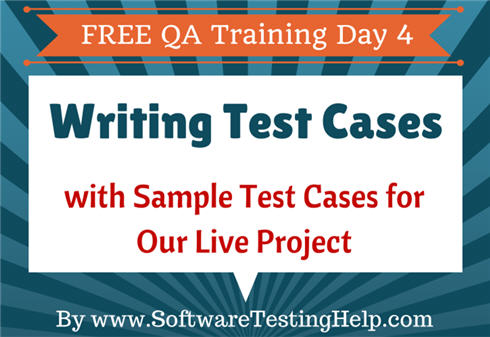 FREE QA Training Day 4
Writing Test Cases
with Sample Test Cases for
Our Live Project
By www.SoftwareTestingHelp.com